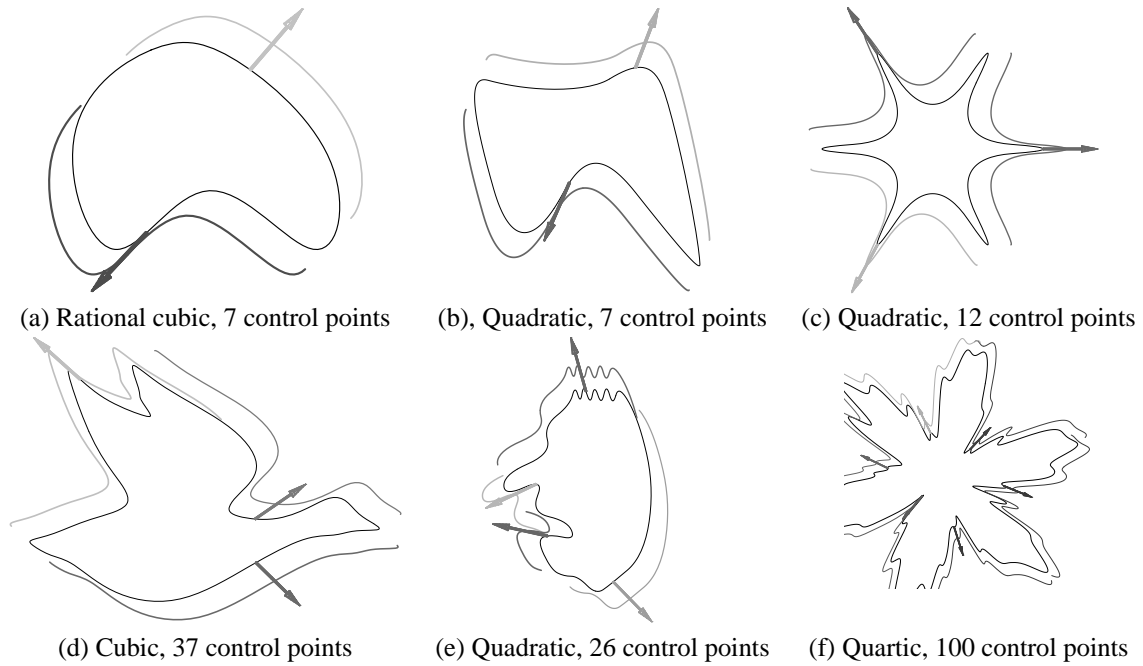 (a) Rational cubic, 7 control points
(b), Quadratic, 7 control points
(c) Quadratic, 12 control points
(d) Cubic, 37 control points
(e) Quadratic, 26 control points
(f) Quartic, 100 control points